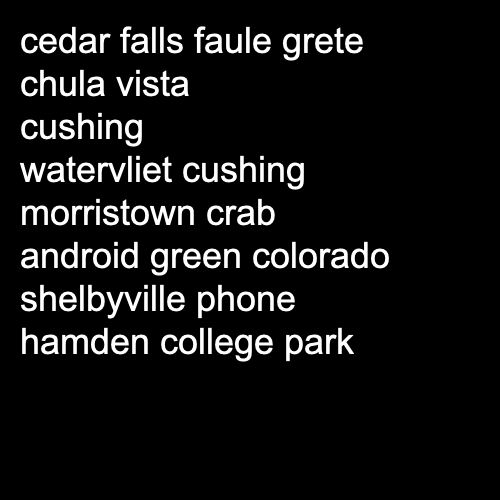 cedar falls faule grete
chula vista
cushing
watervliet cushing
morristown crab
android green colorado
shelbyville phone
hamden college park